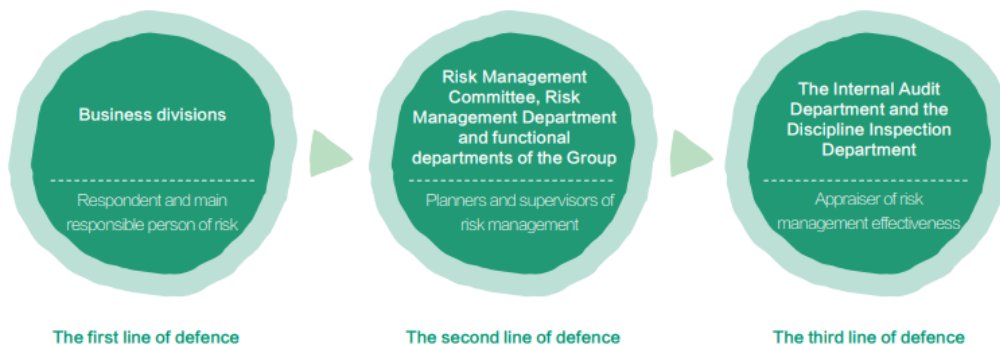 Business divisions
Respondent and main
responsible person of risk
The first line of defence
Risk Management
Committee, Risk
Management Department
and functional
departments of the Group
Planners and supervisors of
risk management
The second line of defence
The Internal Audit
Department and the
Discipline Inspection
Department
Appraiser of risk
management effectiveness
The third line of defence